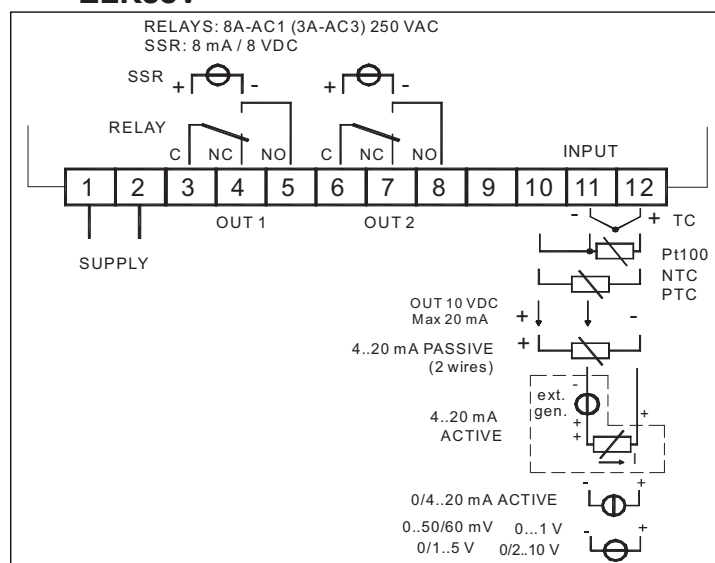 RELAYS: 8A-AC1 (3A-AC3) 250 VAC
SSR: 8 mA / 8 VDC
SSR + - + -
RELAY
C NC NO C NC NO INPUT
1 2 3 4 5 6 7 8 9 10 11 12
OUT 1 OUT 2 - + TC
SUPPLY
Pt100
NTC
PTC
OUT 10 VDC
Max 20 mA + -
4..20 mA PASSIVE +
(2 wires)
ext. -
gen.
+ +
4..20 mA +
ACTIVE
I
0/4..20 mA ACTIVE - +
0..50/60 mV 0...1 V - +
0/1..5 V 0/2..10 V